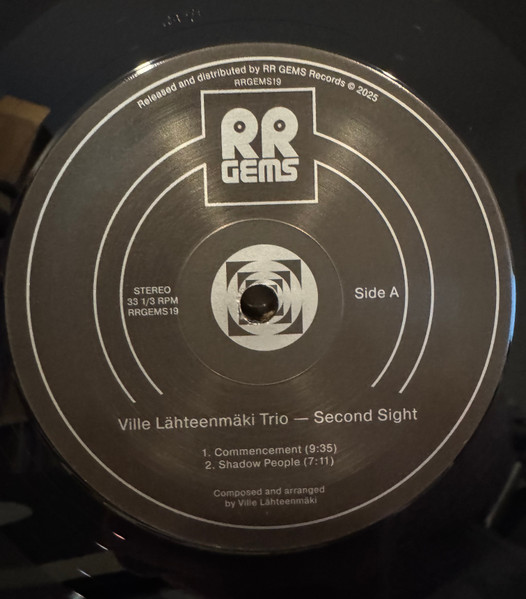 Released and distributed by RR GEMS Records © 2025
RRGEMS19
RR
GEMS
STEREO
33 1/3 RPM
RRGEMS19
Side A
Ville Lähteenmäki Trio — Second Sight
1. Commencement (9:35)
2. Shadow People (7:11)
Composed and arranged
by Ville Lähteenmäki